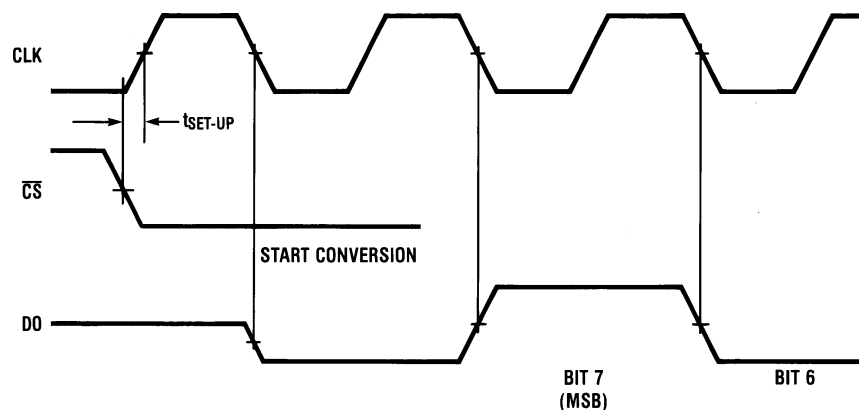 CLK
tSET-UP
CS
START CONVERSION
DO
BIT 7
(MSB)
BIT 6